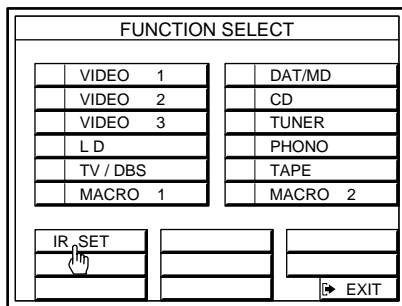 FUNCTION SELECT
VIDEO 1
VIDEO 2
VIDEO 3
L D
TV / DBS
MACRO 1
DAT/MD
CD
TUNER
PHONO
TAPE
MACRO 2
IR SET
EXIT